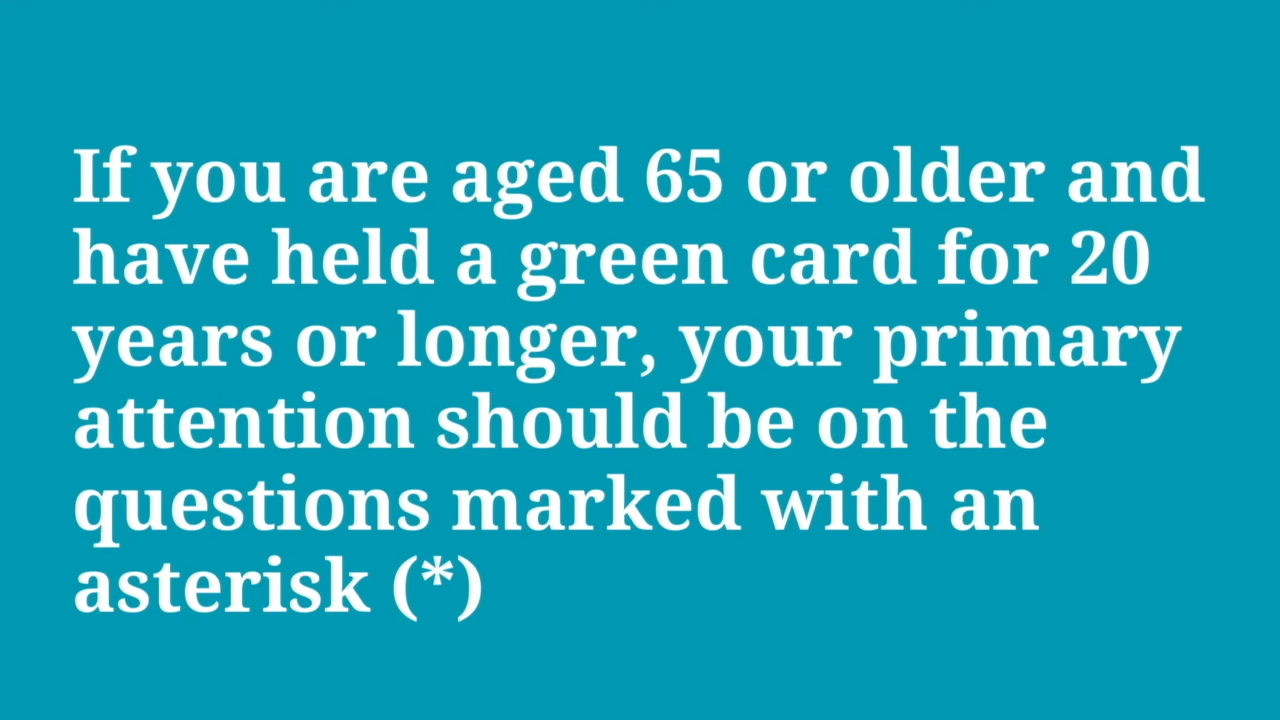 If you are aged 65 or older and
have held a green card for 20
years or longer, your primary
attention should be on the
questions marked with an
asterisk (*)